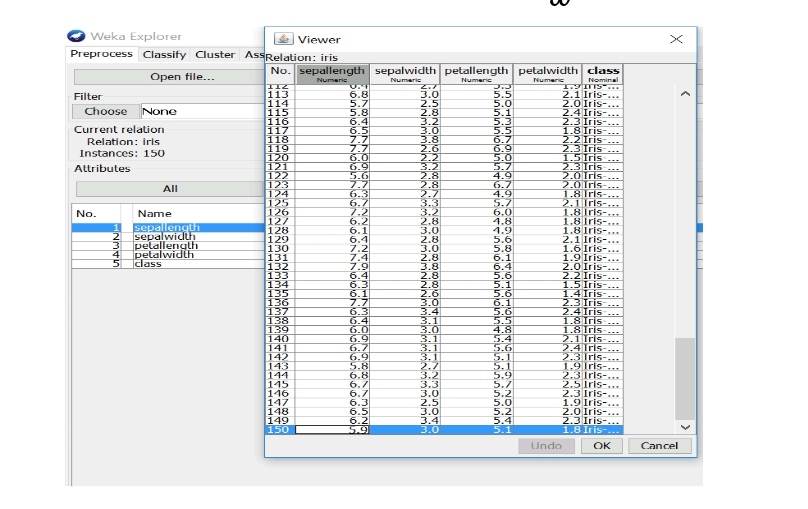 Weka Explorer
Preprocess Classify Cluster Ass
Open file...
Filter
Choose None
Current relation
Relation: iris
Instances: 150
Attributes
All
No. Name
1 sepallength
2 sepalwidth
3 petallength
4 petalwidth
5 class
Viewer
Relation: iris
No. sepallength sepalwidth petallength petalwidth class
Numeric Numeric Numeric Numeric Nominal
112 6.4 2.7 5.3 1.9 Iris-...
113 6.8 3.0 5.5 2.1 Iris-...
114 5.7 2.5 5.0 2.0 Iris-...
115 5.8 2.8 5.1 2.4 Iris-...
116 6.4 3.2 5.3 2.3 Iris-...
117 6.5 3.0 5.5 1.8 Iris-...
118 7.7 3.8 6.7 2.2 Iris-...
119 7.7 2.6 6.9 2.3 Iris-...
120 6.0 2.2 5.0 1.5 Iris-...
121 6.9 3.2 5.7 2.3 Iris-...
122 5.6 2.8 4.9 2.0 Iris-...
123 7.7 2.8 6.7 2.0 Iris-...
124 6.3 2.7 4.9 1.8 Iris-...
125 6.7 3.3 5.7 2.1 Iris-...
126 7.2 3.2 6.0 1.8 Iris-...
127 6.2 2.8 4.8 1.8 Iris-...
128 6.1 3.0 4.9 1.8 Iris-...
129 6.4 2.8 5.6 2.1 Iris-...
130 7.2 3.0 5.8 1.6 Iris-...
131 7.4 2.8 6.1 1.9 Iris-...
132 7.9 3.8 6.4 2.0 Iris-...
133 6.4 2.8 5.6 2.2 Iris-...
134 6.3 2.8 5.1 1.5 Iris-...
135 6.1 2.6 5.6 1.4 Iris-...
136 7.7 3.0 6.1 2.3 Iris-...
137 6.3 3.4 5.6 2.4 Iris-...
138 6.4 3.1 5.5 1.8 Iris-...
139 6.0 3.0 4.8 1.8 Iris-...
140 6.9 3.1 5.4 2.1 Iris-...
141 6.7 3.1 5.6 2.4 Iris-...
142 6.9 3.1 5.1 2.3 Iris-...
143 5.8 2.7 5.1 1.9 Iris-...
144 6.8 3.2 5.9 2.3 Iris-...
145 6.7 3.3 5.7 2.5 Iris-...
146 6.7 3.0 5.2 2.3 Iris-...
147 6.3 2.5 5.0 1.9 Iris-...
148 6.5 3.0 5.2 2.0 Iris-...
149 6.2 3.4 5.4 2.3 Iris-...
150 5.9 3.0 5.1 1.8 Iris-...
Undo OK Cancel